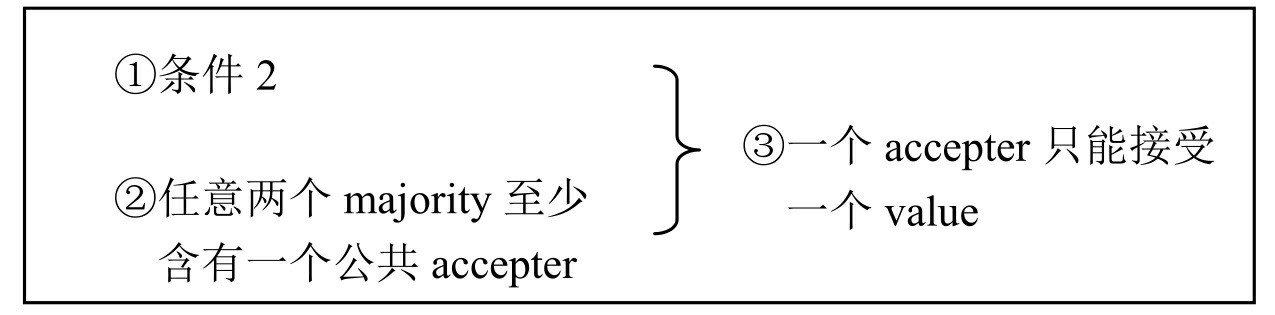 ①条件 2
②任意两个 majority 至少
含有一个公共 accepter
③一个 accepter 只能接受
一个 value